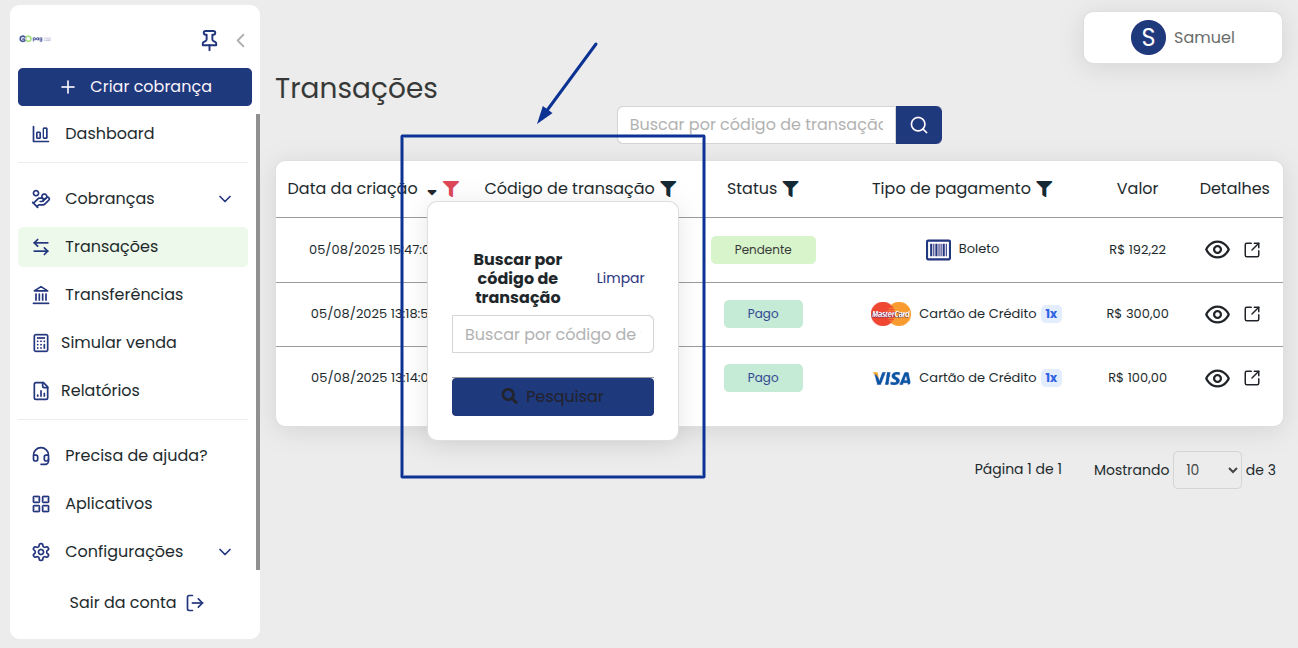 GOpag
Criar cobrança
Dashboard
Cobranças
Transações
Transferências
Simular venda
Relatórios
Precisa de ajuda?
Aplicativos
Configurações
Sair da conta
S Samuel
Transações
Buscar por código de transação
Data da criação Código de transação Status Tipo de pagamento Valor Detalhes
05/08/2025 15:47:0 Pendente Boleto R$ 192,22
05/08/2025 13:18:5 Pago MasterCard Cartão de Crédito 1x R$ 300,00
05/08/2025 13:14:0 Pago VISA Cartão de Crédito 1x R$ 100,00
Buscar por
código de
transação
Limpar
Buscar por código de
Pesquisar
Página 1 de 1 Mostrando 10 de 3